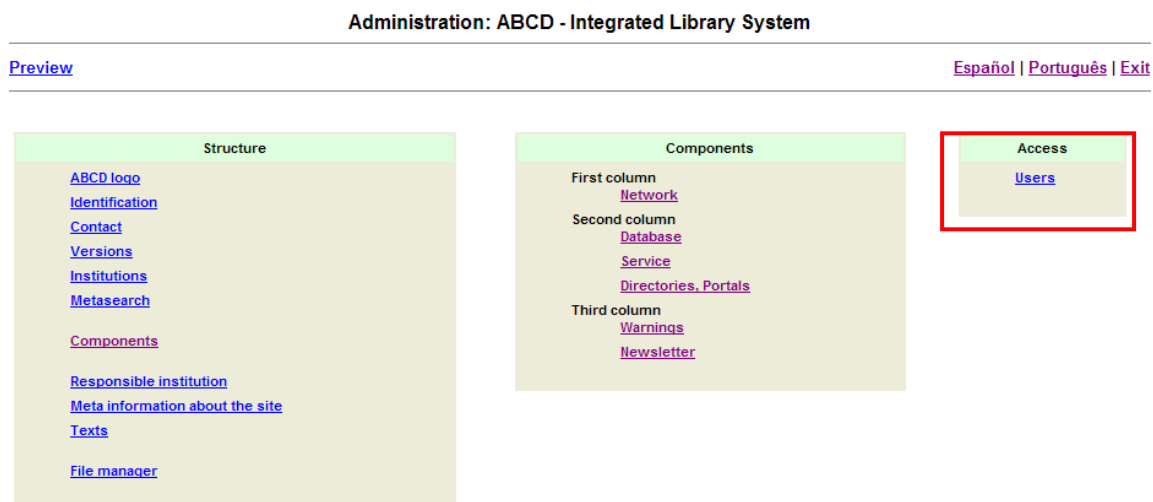 Administration: ABCD - Integrated Library System
Preview
Español | Português | Exit
Structure
ABCD logo
Identification
Contact
Versions
Institutions
Metasearch
Components
Responsible institution
Meta information about the site
Texts
File manager
Components
First column
Network
Second column
Database
Service
Directories, Portals
Third column
Warnings
Newsletter
Access
Users